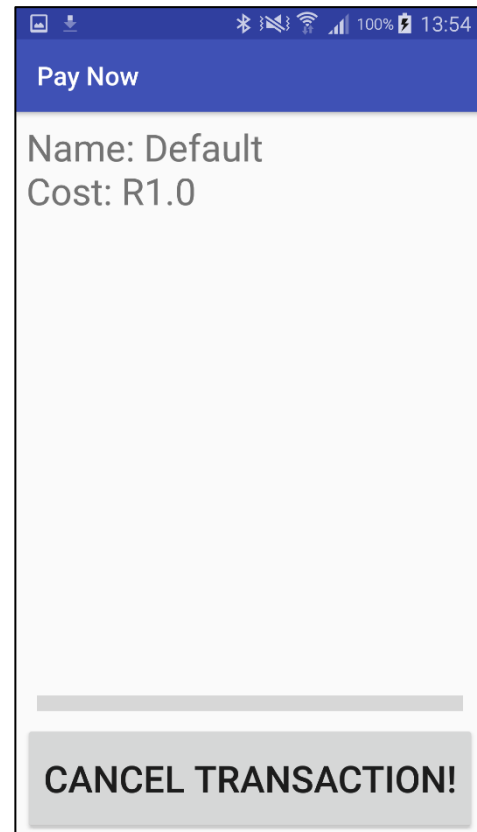 100% 13:54
Pay Now
Name: Default
Cost: R1.0
CANCEL TRANSACTION!